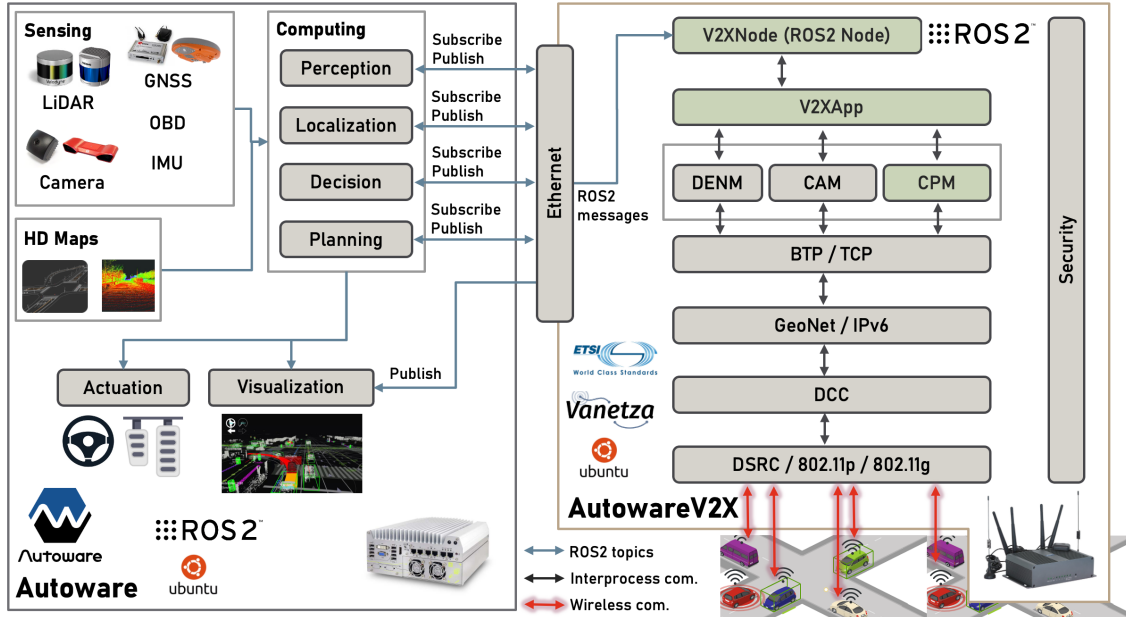 Sensing
LiDAR
GNSS
OBD
IMU
Camera
HD Maps
Computing
Perception
Localization
Decision
Planning
Subscribe
Publish
Subscribe
Publish
Subscribe
Publish
Subscribe
Publish
Ethernet
Actuation
Visualization
Publish
Autoware
ROS 2™
ubuntu
Autoware
ROS2
messages
V2XNode (ROS2 Node)
ROS 2™
V2XApp
DENM
CAM
CPM
BTP / TCP
GeoNet / IPv6
DCC
DSRC / 802.11p / 802.11g
Security
ETSI
World Class Standards
Vanetza
ubuntu
AutowareV2X
ROS2 topics
Interprocess com.
Wireless com.